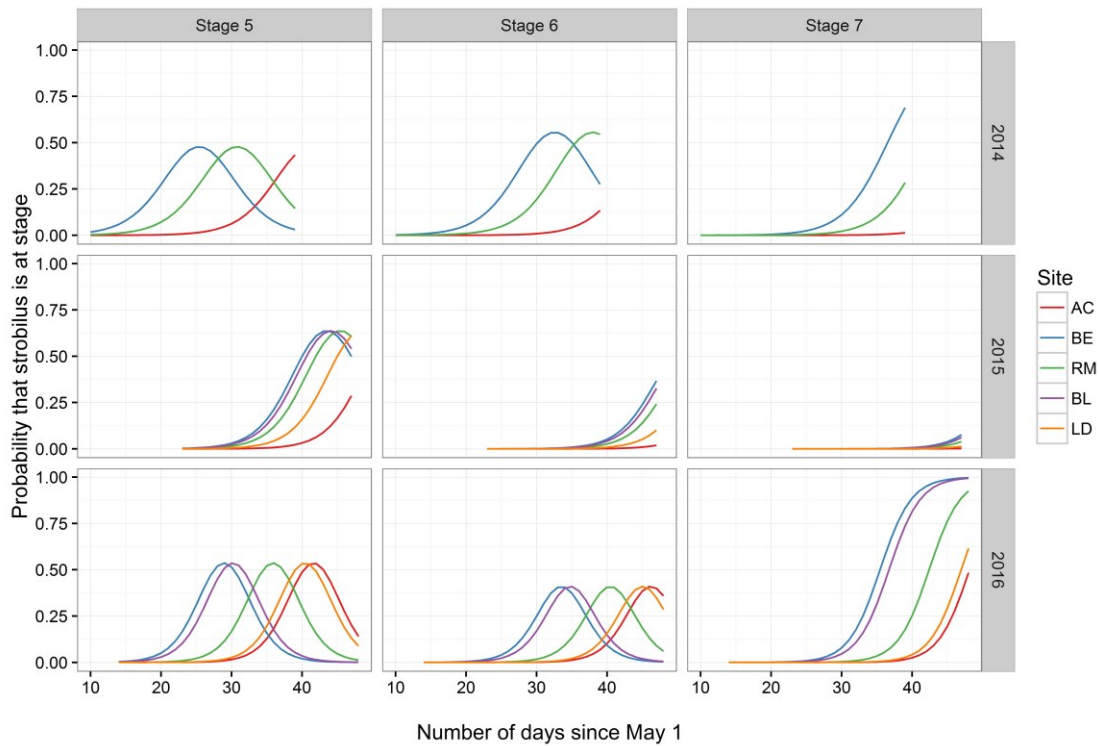 Stage 5 Stage 6 Stage 7
1.00
0.75
0.50
0.25
0.00
2014
1.00
0.75
0.50
0.25
0.00
2015
1.00
0.75
0.50
0.25
0.00
2016
10 20 30 40 10 20 30 40 10 20 30 40
Number of days since May 1
Probability that strobilus is at stage
Site
AC
BE
RM
BL
LD